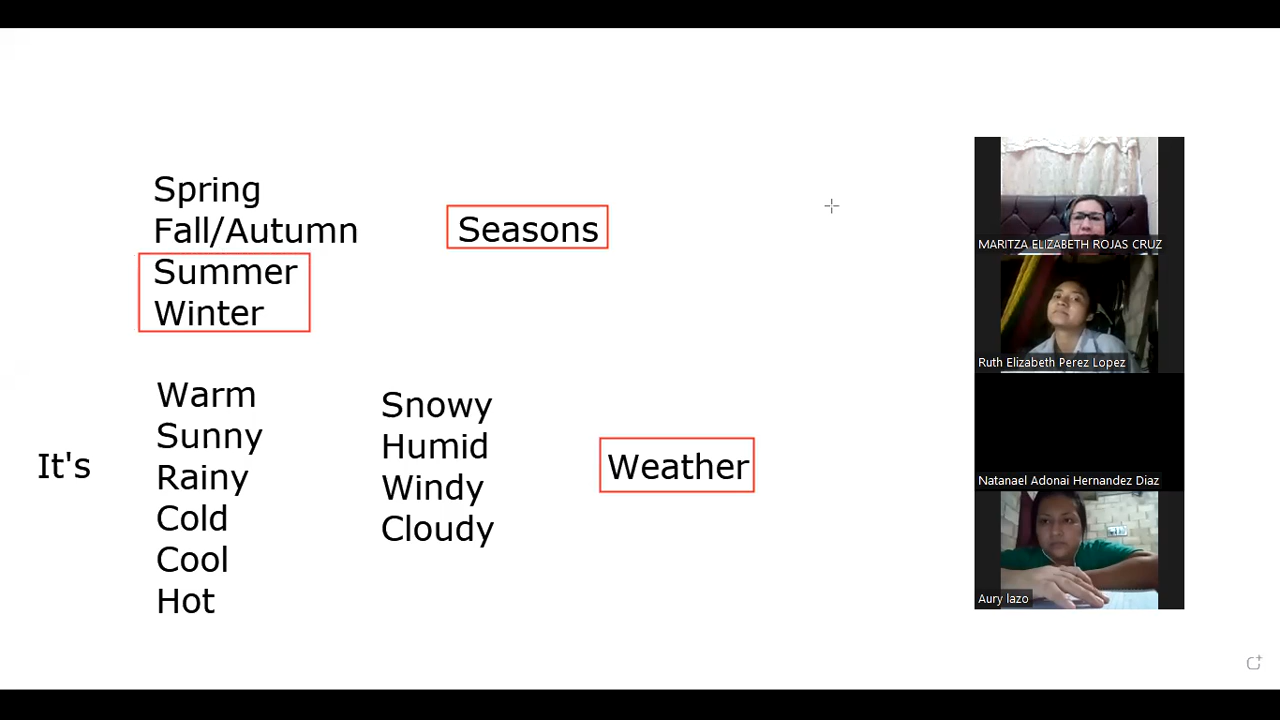 Spring
Fall/Autumn
Summer
Winter
Seasons
It's
Warm
Sunny
Rainy
Cold
Cool
Hot
Snowy
Humid
Windy
Cloudy
Weather
MARITZA ELIZABETH ROJAS CRUZ
Ruth Elizabeth Perez Lopez
Natanael Adonai Hernandez Diaz
Aury lazo